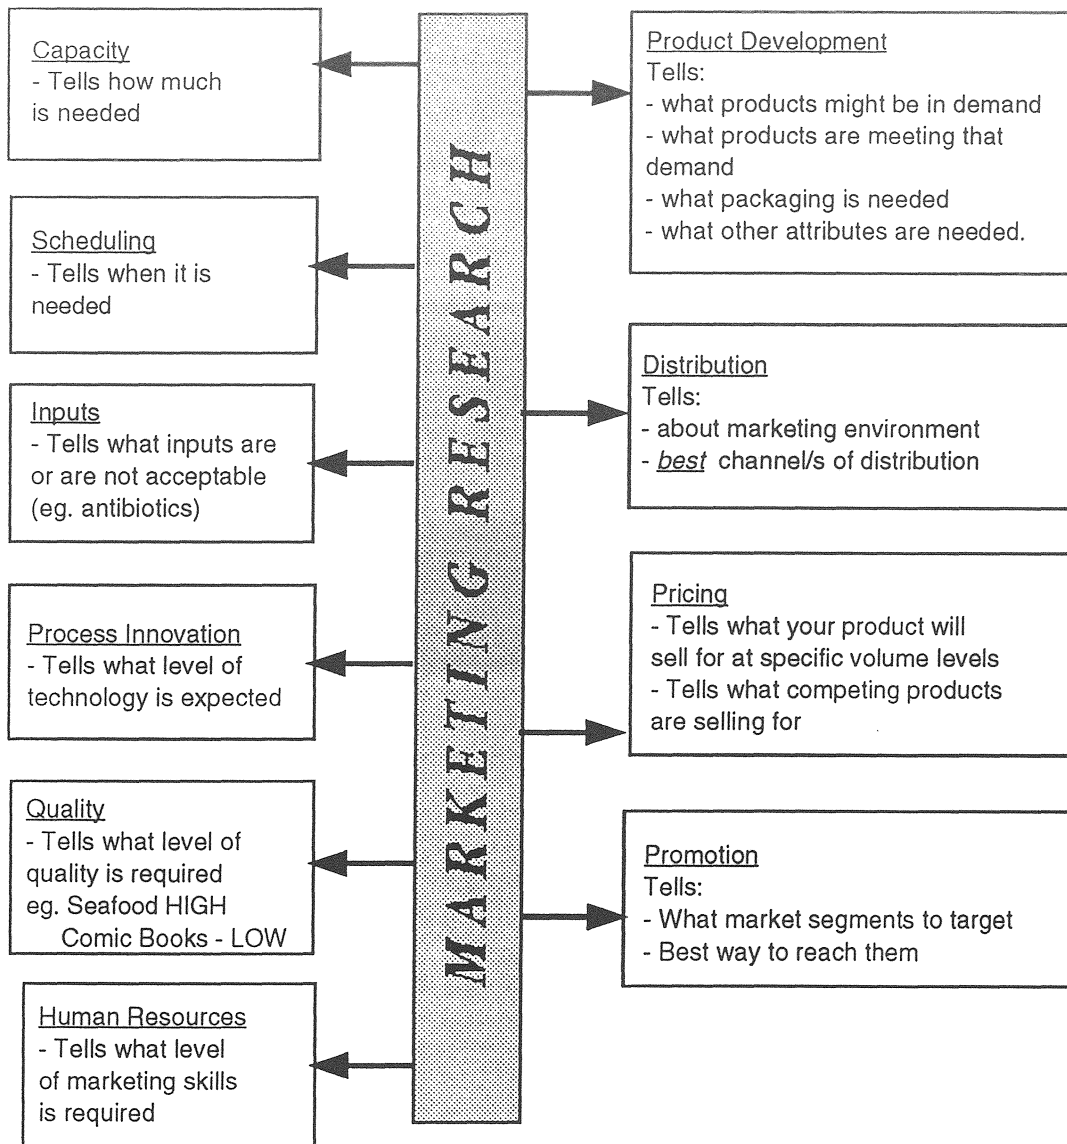 Capacity
- Tells how much
is needed
Scheduling
- Tells when it is
needed
Inputs
- Tells what inputs are
or are not acceptable
(eg. antibiotics)
Process Innovation
- Tells what level of
technology is expected
Quality
- Tells what level of
quality is required
eg. Seafood HIGH
Comic Books - LOW
Human Resources
- Tells what level
of marketing skills
is required
MARKETING RESEARCH
Product Development
Tells:
- what products might be in demand
- what products are meeting that
demand
- what packaging is needed
- what other attributes are needed.
Distribution
Tells:
- about marketing environment
- best channel/s of distribution
Pricing
- Tells what your product will
sell for at specific volume levels
- Tells what competing products
are selling for
Promotion
Tells:
- What market segments to target
- Best way to reach them